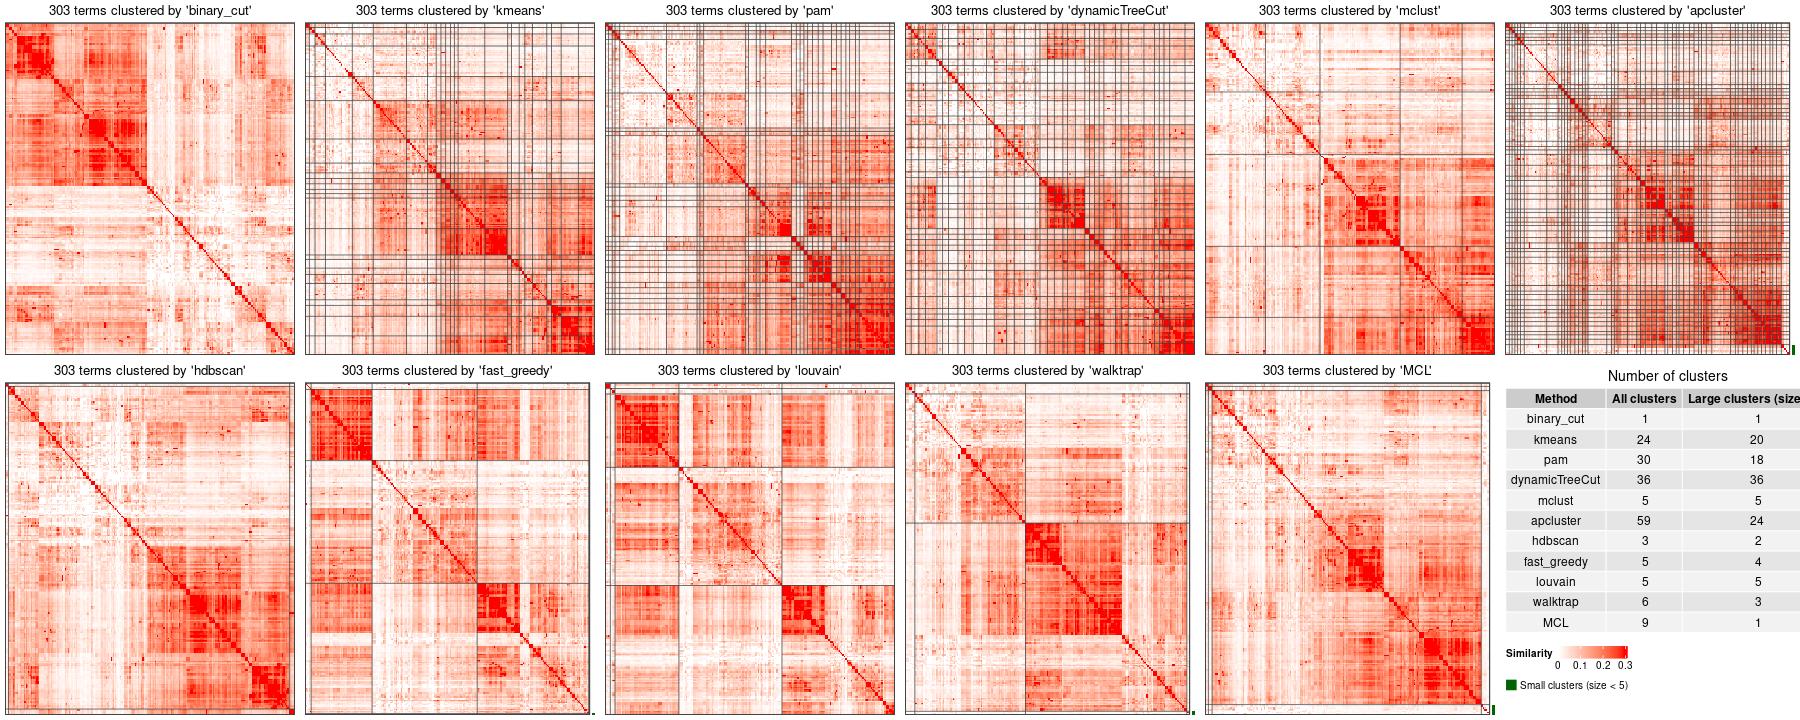 303 terms clustered by 'binary_cut'
303 terms clustered by 'kmeans'
303 terms clustered by 'pam'
303 terms clustered by 'dynamicTreeCut'
303 terms clustered by 'mclust'
303 terms clustered by 'apcluster'
303 terms clustered by 'hdbscan'
303 terms clustered by 'fast_greedy'
303 terms clustered by 'louvain'
303 terms clustered by 'walktrap'
303 terms clustered by 'MCL'
Number of clusters
Method All clusters Large clusters (size
binary_cut 1 1
kmeans 24 20
pam 30 18
dynamicTreeCut 36 36
mclust 5 5
apcluster 59 24
hdbscan 3 2
fast_greedy 5 4
louvain 5 5
walktrap 6 3
MCL 9 1
Similarity
0 0.1 0.2 0.3
Small clusters (size < 5)